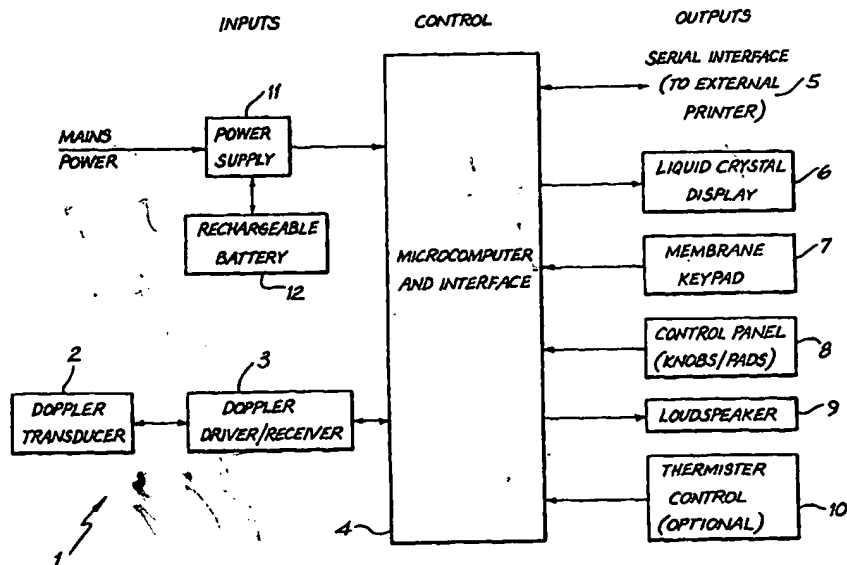 INPUTS
CONTROL
OUTPUTS
SERIAL INTERFACE
(TO EXTERNAL
PRINTER)
5
11
MAINS
POWER
POWER
SUPPLY
LIQUID CRYSTAL
DISPLAY
6
RECHARGEABLE
BATTERY
12
MICROCOMPUTER
AND INTERFACE
MEMBRANE
KEYPAD
7
CONTROL PANEL
(KNOBS/PADS)
8
2
3
DOPPLER
TRANSDUCER
DOPPLER
DRIVER/RECEIVER
LOUDSPEAKER
9
THERMISTER
CONTROL
(OPTIONAL)
10
4
1